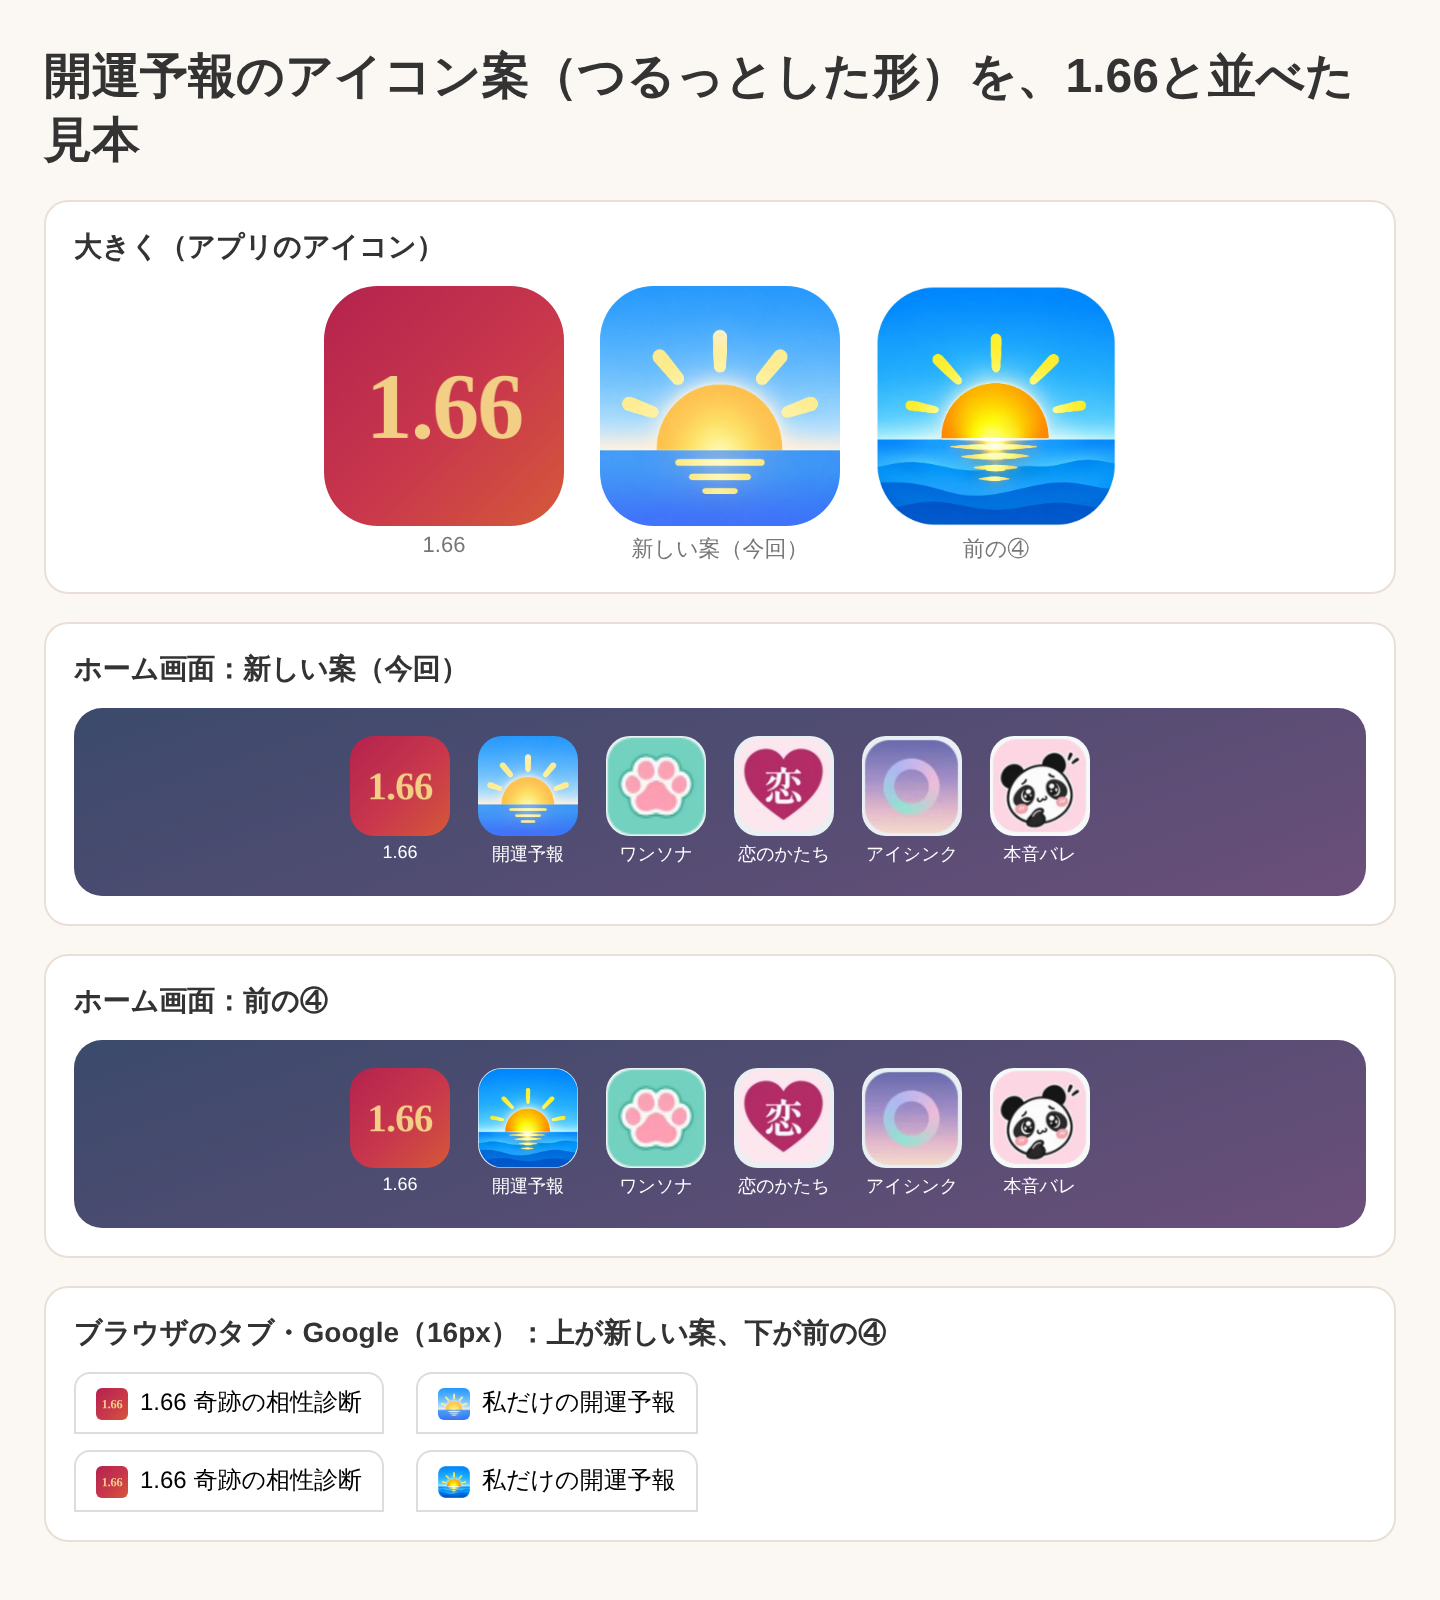 開運予報のアイコン案（つるっとした形）を、1.66と並べた
見本
大きく（アプリのアイコン）
1.66
1.66
新しい案（今回）
前の④
ホーム画面：新しい案（今回）
1.66
恋
1.66
開運予報
ワンソナ
恋のかたち
アイシンク
本音バレ
ホーム画面：前の④
1.66
恋
1.66
開運予報
ワンソナ
恋のかたち
アイシンク
本音バレ
ブラウザのタブ・Google（16px）：上が新しい案、下が前の④
1.66 1.66 奇跡の相性診断
私だけの開運予報
1.66 1.66 奇跡の相性診断
私だけの開運予報